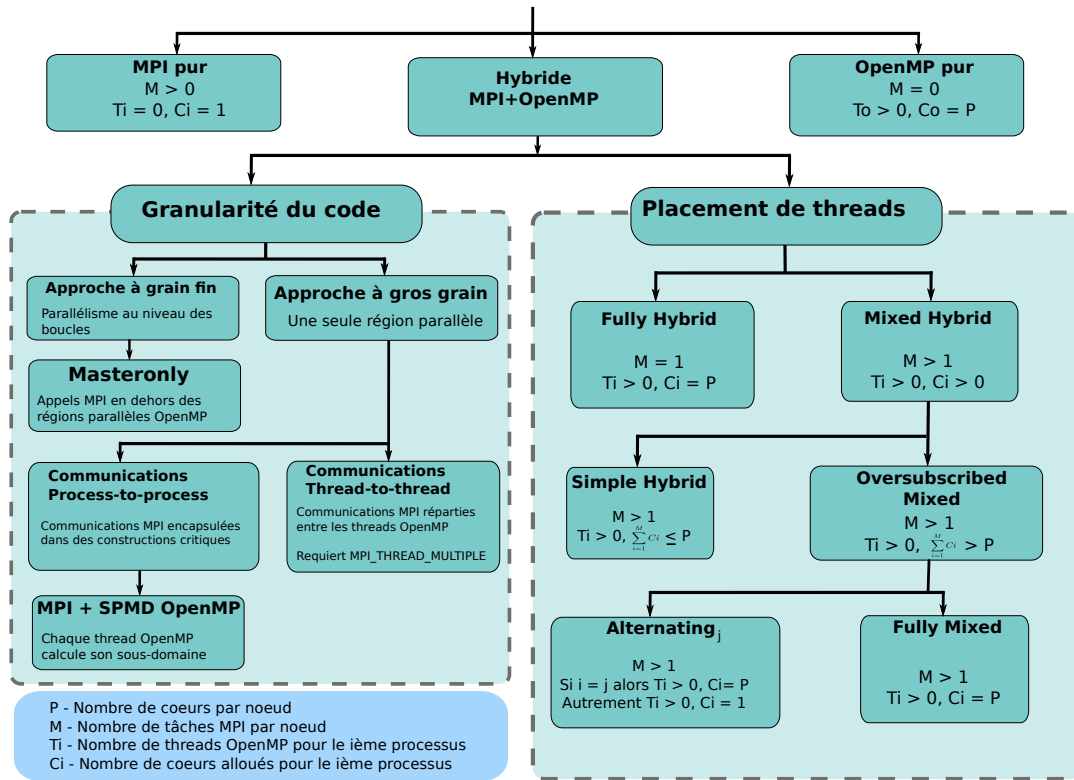 MPI pur
M > 0
Ti = 0, Ci = 1
Hybride
MPI+OpenMP
OpenMP pur
M = 0
To > 0, Co = P
Granularité du code
Approche à grain fin
Parallélisme au niveau des
boucles
Approche à gros grain
Une seule région parallèle
Masteronly
Appels MPI en dehors des
régions parallèles OpenMP
Communications
Process-to-process
Communications MPI encapsulées
dans des constructions critiques
Communications
Thread-to-thread
Communications MPI réparties
entre les threads OpenMP
Requiert MPI_THREAD_MULTIPLE
MPI + SPMD OpenMP
Chaque thread OpenMP
calcule son sous-domaine
Placement de threads
Fully Hybrid
M = 1
Ti > 0, Ci = P
Mixed Hybrid
M > 1
Ti > 0, Ci > 0
Simple Hybrid
M > 1
Ti > 0, \sum_{i=1}^{M} Ci ≤ P
Oversubscribed
Mixed
M > 1
Ti > 0, \sum_{i=1}^{M} Ci > P
Alternating_j
M > 1
Si i = j alors Ti > 0, Ci= P
Autrement Ti > 0, Ci = 1
Fully Mixed
M > 1
Ti > 0, Ci = P
P - Nombre de coeurs par noeud
M - Nombre de tâches MPI par noeud
Ti - Nombre de threads OpenMP pour le ième processus
Ci - Nombre de coeurs alloués pour le ième processus